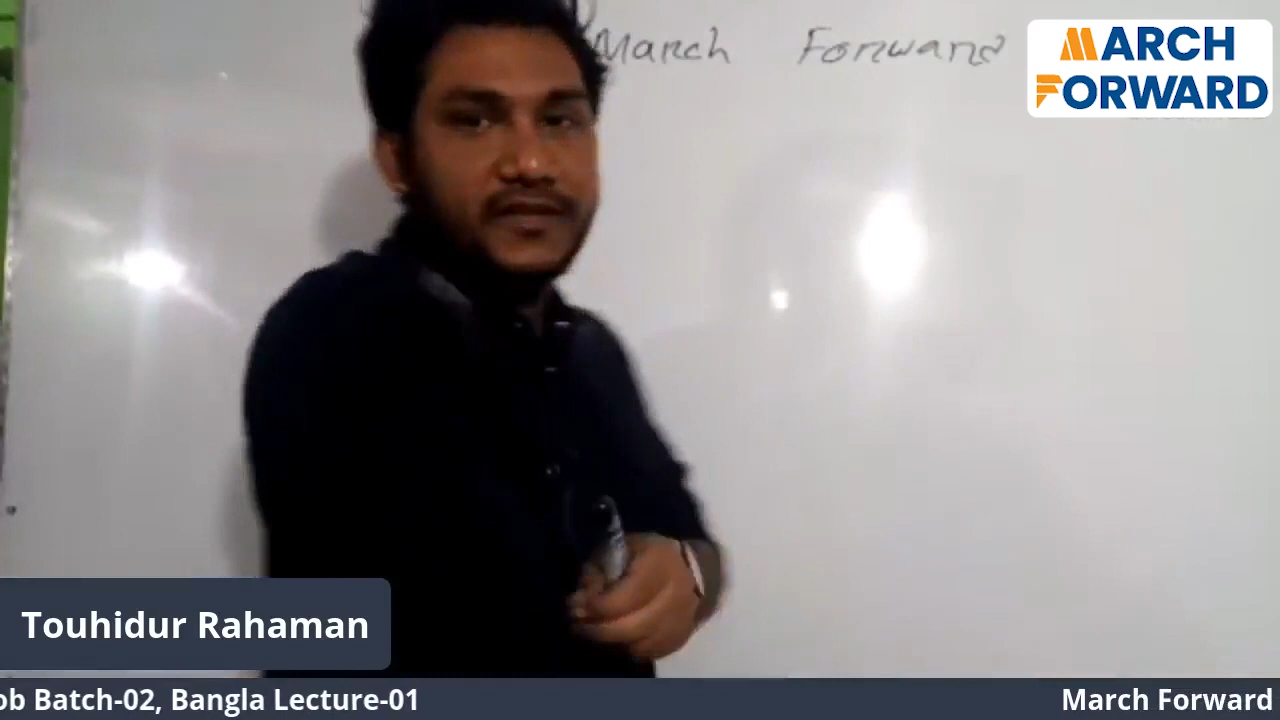 March Forward
MARCH
FORWARD
Touhidur Rahaman
ob Batch-02, Bangla Lecture-01
March Forward